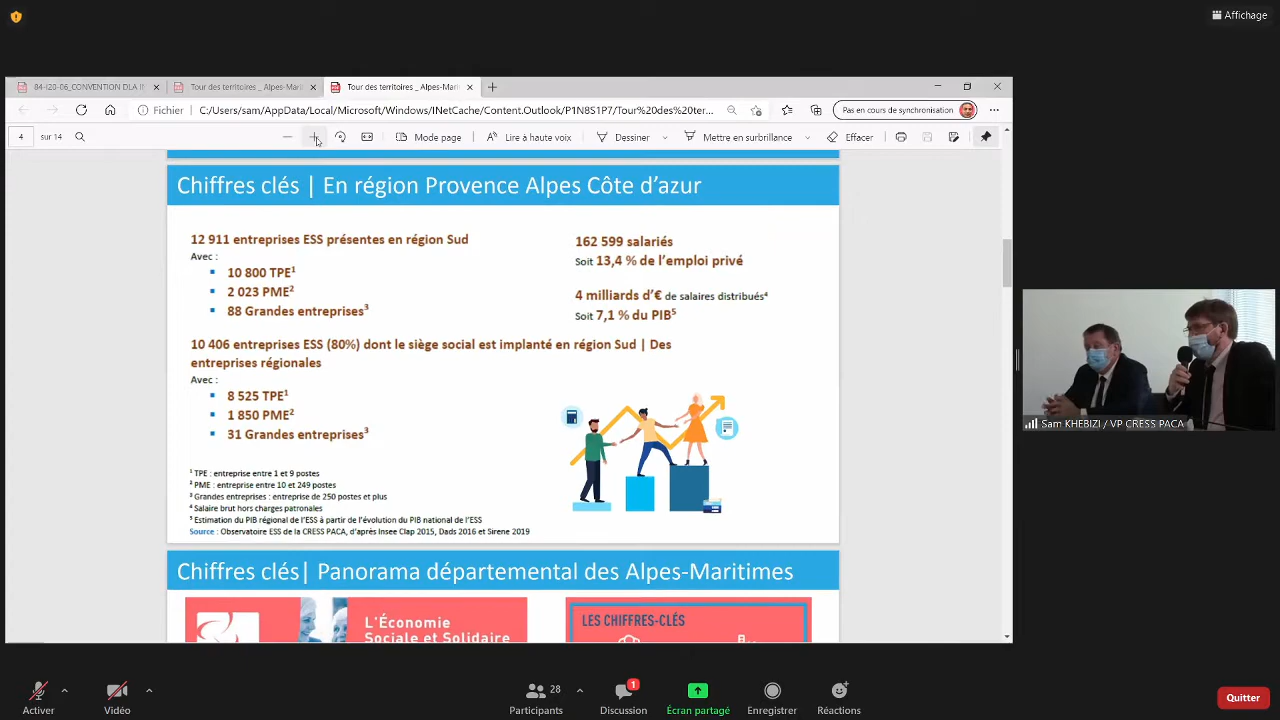 Affichage
84-I20-06_CONVENTION DLA
Tour des territoires _ Alpes-Mari
Tour des territoires _ Alpes-Mari
Fichier
C:/Users/sam/AppData/Local/Microsoft/Windows/INetCache/Content.Outlook/P1N8S1P7/Tour%20des%20ter...
Pas en cours de synchronisation
4 sur 14
Mode page
Lire à haute voix
Dessiner
Mettre en surbrillance
Effacer
Chiffres clés | En région Provence Alpes Côte d’azur
12 911 entreprises ESS présentes en région Sud
Avec :
10 800 TPE¹
2 023 PME²
88 Grandes entreprises³
162 599 salariés
Soit 13,4 % de l’emploi privé
4 milliards d’€ de salaires distribués⁴
Soit 7,1 % du PIB⁵
10 406 entreprises ESS (80%) dont le siège social est implanté en région Sud | Des
entreprises régionales
Avec :
8 525 TPE¹
1 850 PME²
31 Grandes entreprises³
¹ TPE : entreprise entre 1 et 9 postes
² PME : entreprise entre 10 et 249 postes
³ Grandes entreprises : entreprise de 250 postes et plus
⁴ Salaire brut hors charges patronales
⁵ Estimation du PIB régional de l’ESS à partir de l’évolution du PIB national de l’ESS
Source : Observatoire ESS de la CRESS PACA, d’après Insee Clap 2015, Dads 2016 et Sirene 2019
Chiffres clés| Panorama départemental des Alpes-Maritimes
L'Économie
Sociale et Solidaire
LES CHIFFRES-CLÉS
Sam KHEBIZI / VP CRESS PACA
Activer
Vidéo
28
Participants
1
Discussion
Écran partagé
Enregistrer
Réactions
Quitter